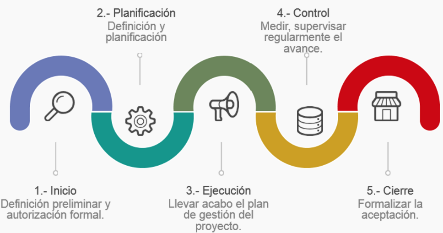 1.- Inicio
Definición preliminar y
autorización formal.
2.- Planificación
Definición y
planificación
3.- Ejecución
Llevar acabo el plan
de gestión del
proyecto.
4.- Control
Medir, supervisar
regularmente el
avance.
5.- Cierre
Formalizar la
aceptación.